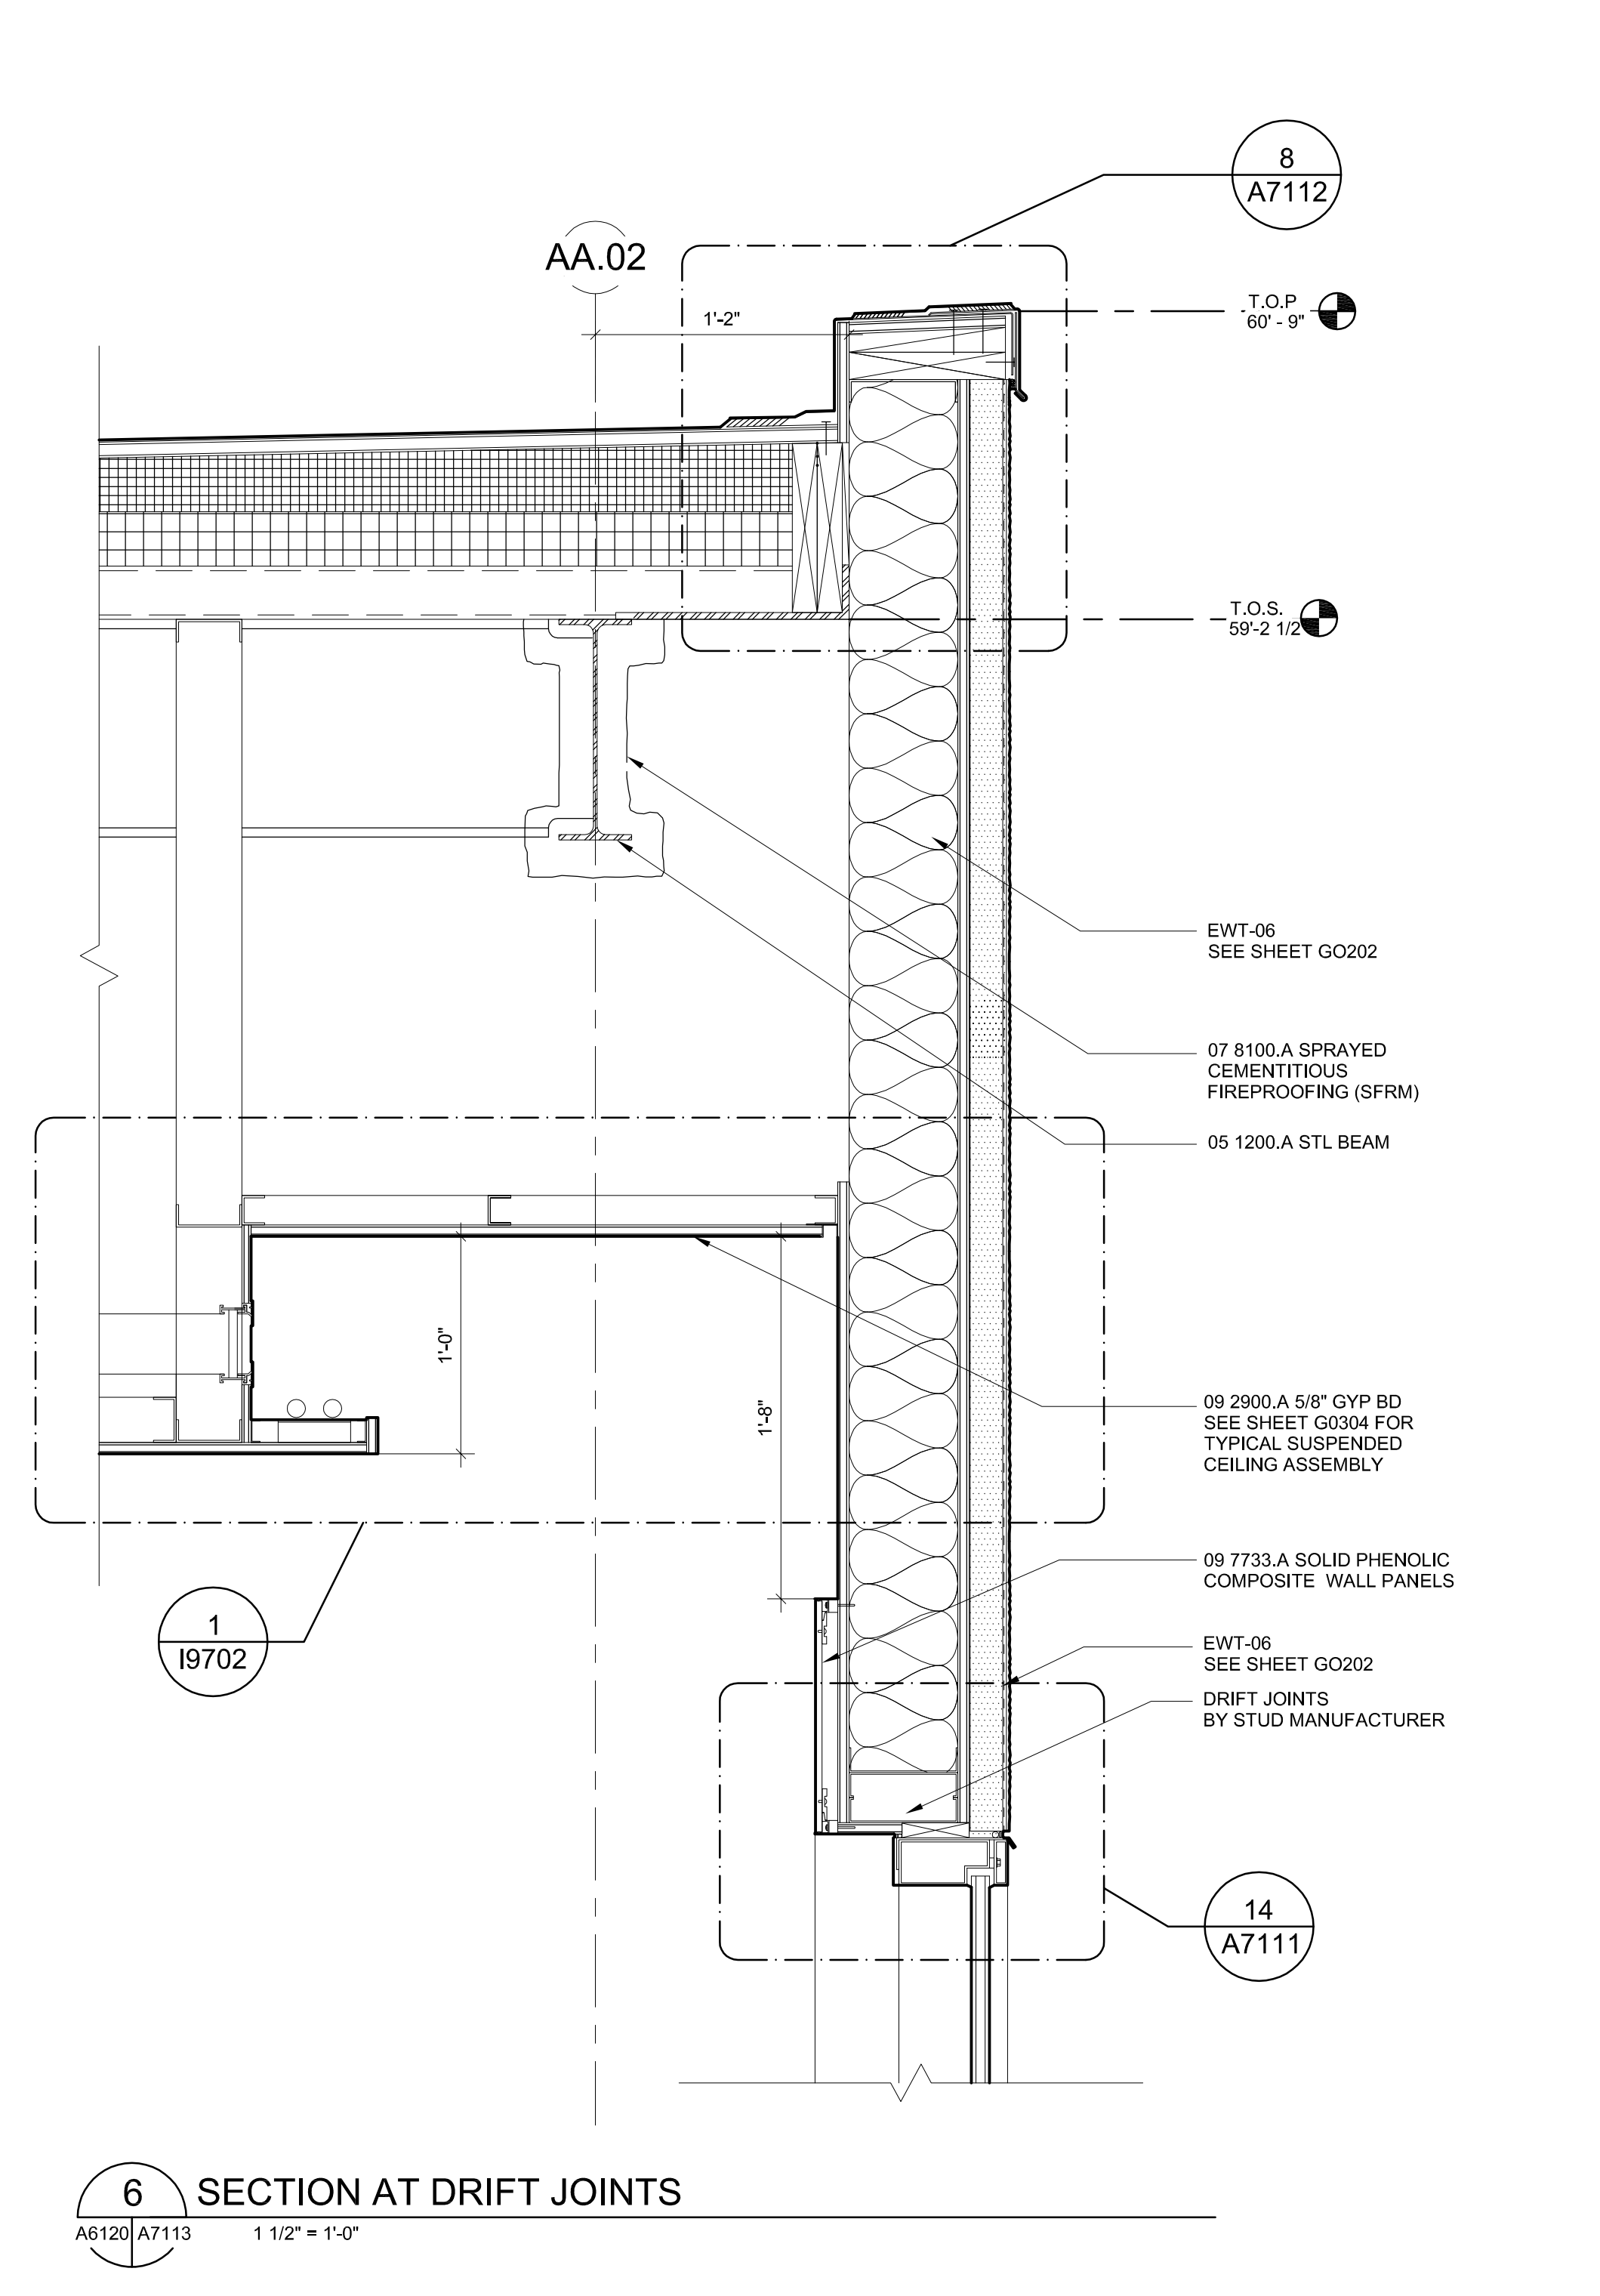 8
A7112
AA.02
T.O.P
60' - 9"
1'-2"
T.O.S.
59'-2 1/2
EWT-06
SEE SHEET GO202
07 8100.A SPRAYED
CEMENTITIOUS
FIREPROOFING (SFRM)
05 1200.A STL BEAM
1'-0"
1'-8"
09 2900.A 5/8" GYP BD
SEE SHEET G0304 FOR
TYPICAL SUSPENDED
CEILING ASSEMBLY
09 7733.A SOLID PHENOLIC
COMPOSITE WALL PANELS
1
I9702
EWT-06
SEE SHEET GO202
DRIFT JOINTS
BY STUD MANUFACTURER
14
A7111
6
SECTION AT DRIFT JOINTS
A6120 A7113
1 1/2" = 1'-0"